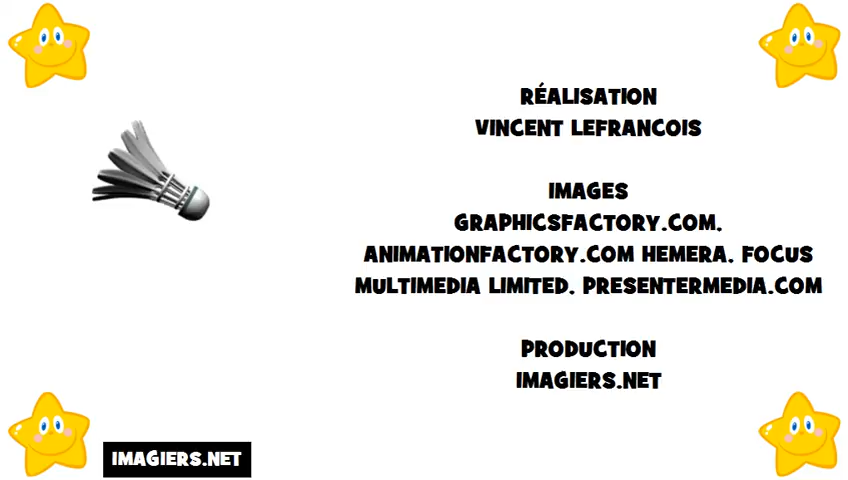 RÉALISATION
VINCENT LEFRANCOIS
IMAGES
GRAPHICSFACTORY.COM,
ANIMATIONFACTORY.COM HEMERA, FOCUS
MULTIMEDIA LIMITED, PRESENTERMEDIA.COM
PRODUCTION
IMAGIERS.NET
IMAGIERS.NET